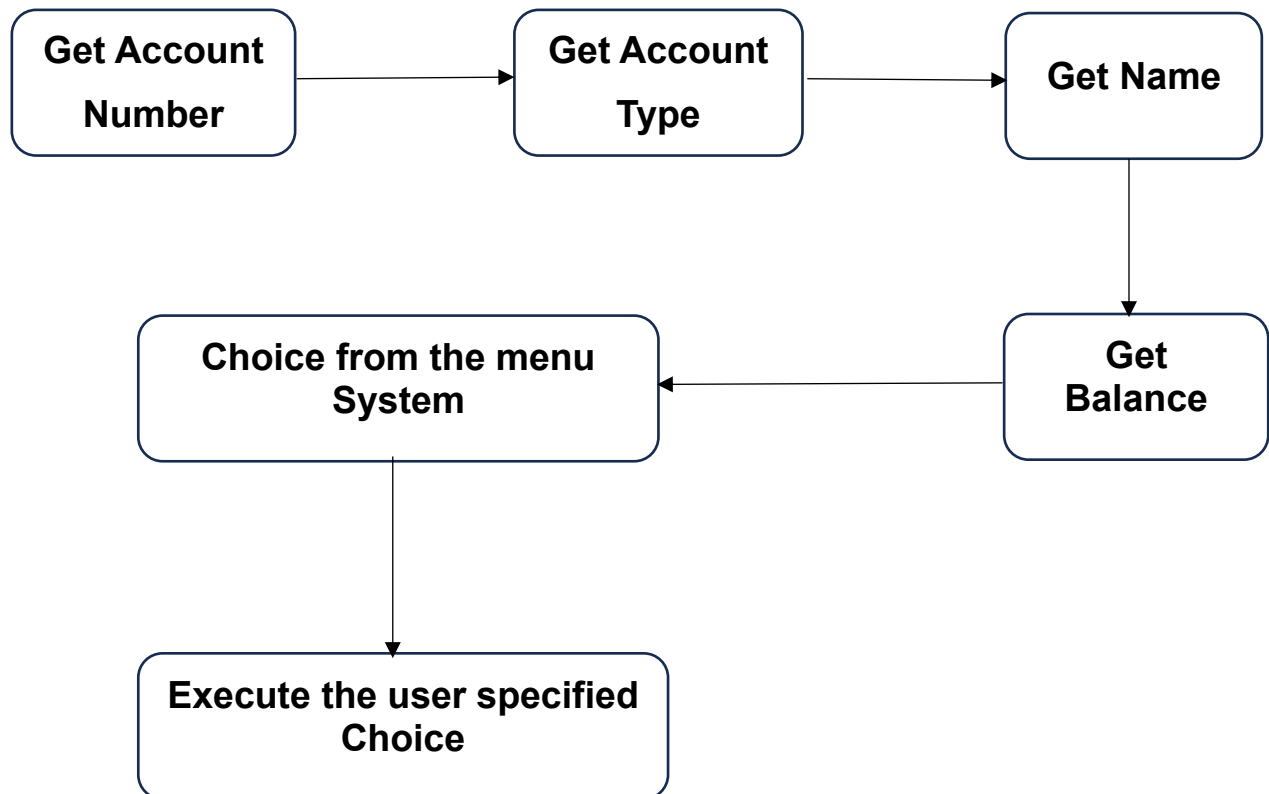 Get Account
Number
Get Account
Type
Get Name
Get
Balance
Choice from the menu
System
Execute the user specified
Choice